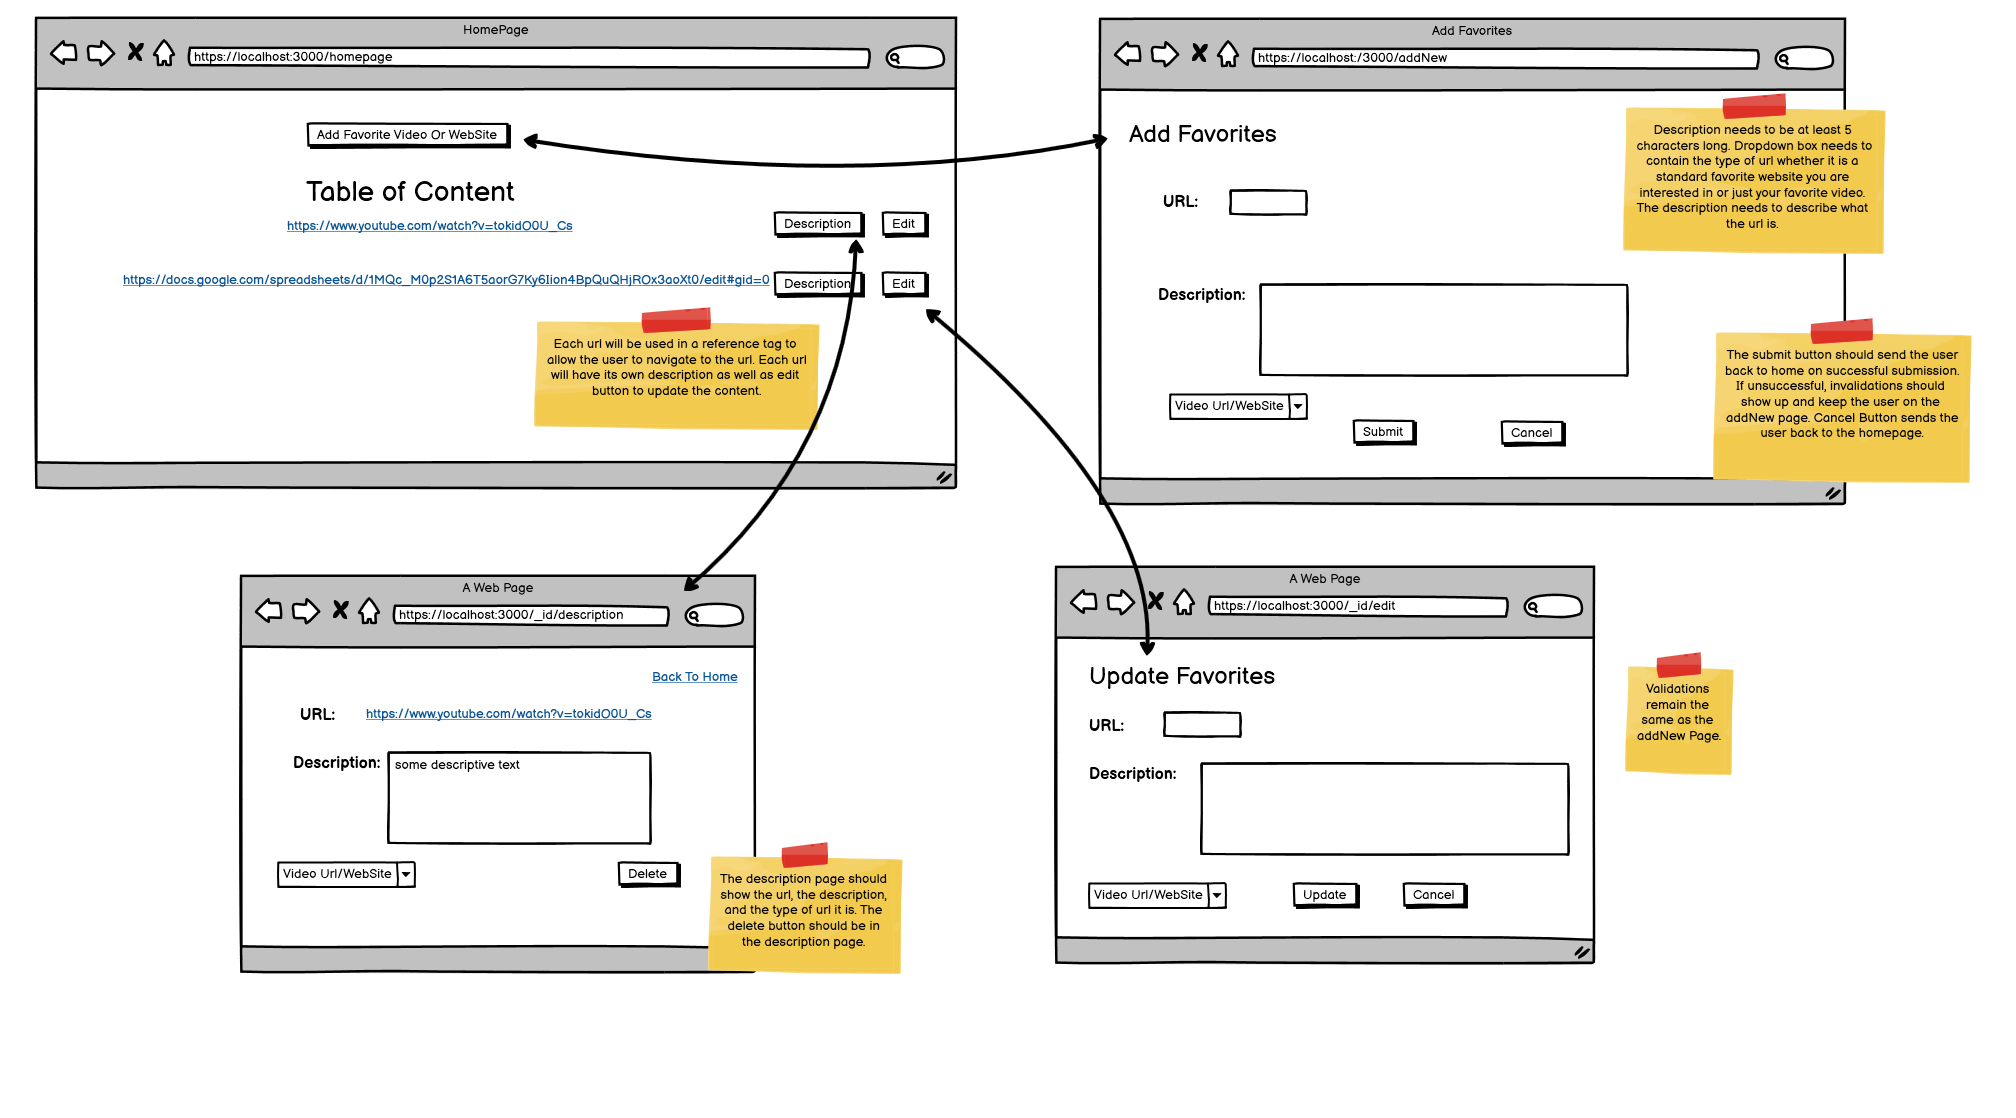 HomePage
https://localhost:3000/homepage
Add Favorite Video Or WebSite
Table of Content
https://www.youtube.com/watch?v=tokidO0U_Cs
Description
Edit
https://docs.google.com/spreadsheets/d/1MQc_M0p2S1A6T5aorG7Ky6Iion4BpQuQHjROx3aoXt0/edit#gid=0
Description
Edit
Each url will be used in a reference tag to
allow the user to navigate to the url. Each url
will have its own description as well as edit
button to update the content.
Add Favorites
https://localhost:/3000/addNew
Add Favorites
Description needs to be at least 5
characters long. Dropdown box needs to
contain the type of url whether it is a
standard favorite website you are
interested in or just your favorite video.
The description needs to describe what
the url is.
URL:
Description:
The submit button should send the user
back to home on successful submission.
If unsuccessful, invalidations should
show up and keep the user on the
addNew page. Cancel Button sends the
user back to the homepage.
Video Url/WebSite
Submit
Cancel
A Web Page
https://localhost:3000/_id/description
Back To Home
URL:
https://www.youtube.com/watch?v=tokidO0U_Cs
Description:
some descriptive text
Video Url/WebSite
Delete
The description page should
show the url, the description,
and the type of url it is. The
delete button should be in
the description page.
A Web Page
https://localhost:3000/_id/edit
Update Favorites
URL:
Description:
Video Url/WebSite
Update
Cancel
Validations
remain the
same as the
addNew Page.